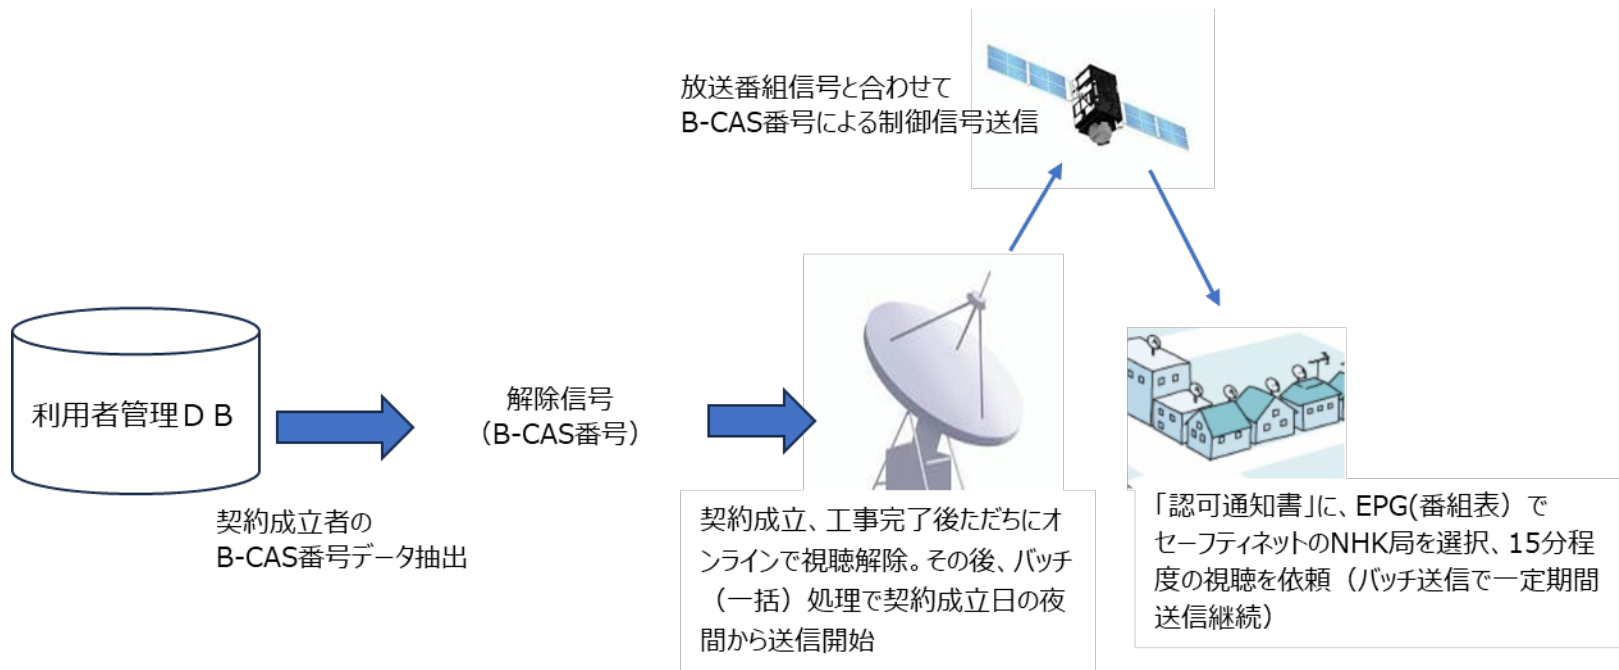 放送番組信号と合わせて
B-CAS番号による制御信号送信
利用者管理ＤＢ
解除信号
（B-CAS番号）
契約成立者の
B-CAS番号データ抽出
契約成立、工事完了後ただちにオ
ンラインで視聴解除。その後、バッチ
（一括）処理で契約成立日の夜
間から送信開始
「認可通知書」に、EPG(番組表）で
セーフティネットのNHK局を選択、15分程
度の視聴を依頼（バッチ送信で一定期間
送信継続）